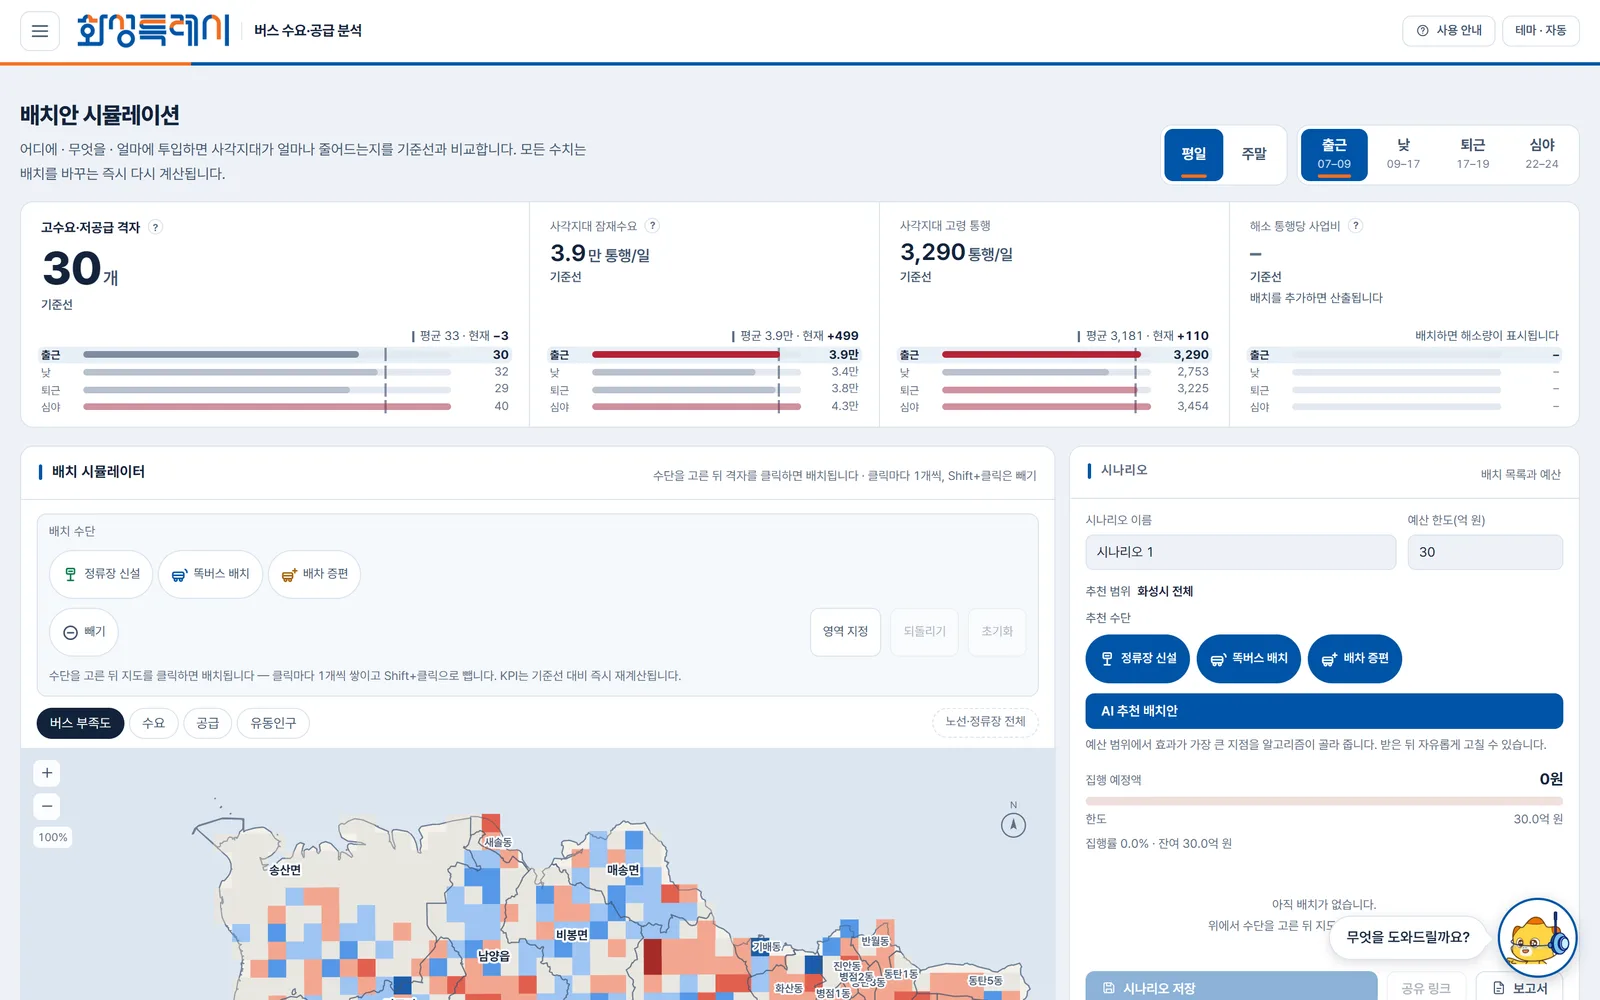 화성특례시
버스 수요·공급 분석
사용 안내
테마 · 자동
배치안 시뮬레이션
어디에 · 무엇을 · 얼마에 투입하면 사각지대가 얼마나 줄어드는지를 기준선과 비교합니다. 모든 수치는
배치를 바꾸는 즉시 다시 계산됩니다.
평일
주말
출근
07–09
낮
09–17
퇴근
17–19
심야
22–24
고수요·저공급 격자 ?
30개
기준선
평균 33 · 현재 −3
출근 30
낮 32
퇴근 29
심야 40
사각지대 잠재수요 ?
3.9만 통행/일
기준선
평균 3.9만 · 현재 +499
출근 3.9만
낮 3.4만
퇴근 3.8만
심야 4.3만
사각지대 고령 통행
3,290통행/일
기준선
평균 3,181 · 현재 +110
출근 3,290
낮 2,753
퇴근 3,225
심야 3,454
해소 통행당 사업비 ?
–
기준선
배치를 추가하면 산출됩니다
배치하면 해소량이 표시됩니다
출근 –
낮 –
퇴근 –
심야 –
배치 시뮬레이터
수단을 고른 뒤 격자를 클릭하면 배치됩니다 · 클릭마다 1개씩, Shift+클릭은 빼기
배치 수단
정류장 신설
똑버스 배치
배차 증편
빼기
영역 지정
되돌리기
초기화
수단을 고른 뒤 지도를 클릭하면 배치됩니다 — 클릭마다 1개씩 쌓이고 Shift+클릭으로 뺍니다. KPI는 기준선 대비 즉시 재계산됩니다.
버스 부족도
수요
공급
유동인구
노선·정류장 전체
+
−
100%
N
새솔동
송산면
매송면
비봉면
남양읍
기배동
반월동
진안동
병점2동
동탄1동
화산동
병점1동
동탄5동
시나리오
배치 목록과 예산
시나리오 이름
예산 한도(억 원)
시나리오 1
30
추천 범위 화성시 전체
추천 수단
정류장 신설
똑버스 배치
배차 증편
AI 추천 배치안
예산 범위에서 효과가 가장 큰 지점을 알고리즘이 골라 줍니다. 받은 뒤 자유롭게 고칠 수 있습니다.
집행 예정액
0원
한도
30.0억 원
집행률 0.0% · 잔여 30.0억 원
아직 배치가 없습니다.
위에서 수단을 고른 뒤 지도
무엇을 도와드릴까요?
시나리오 저장
공유 링크
보고서